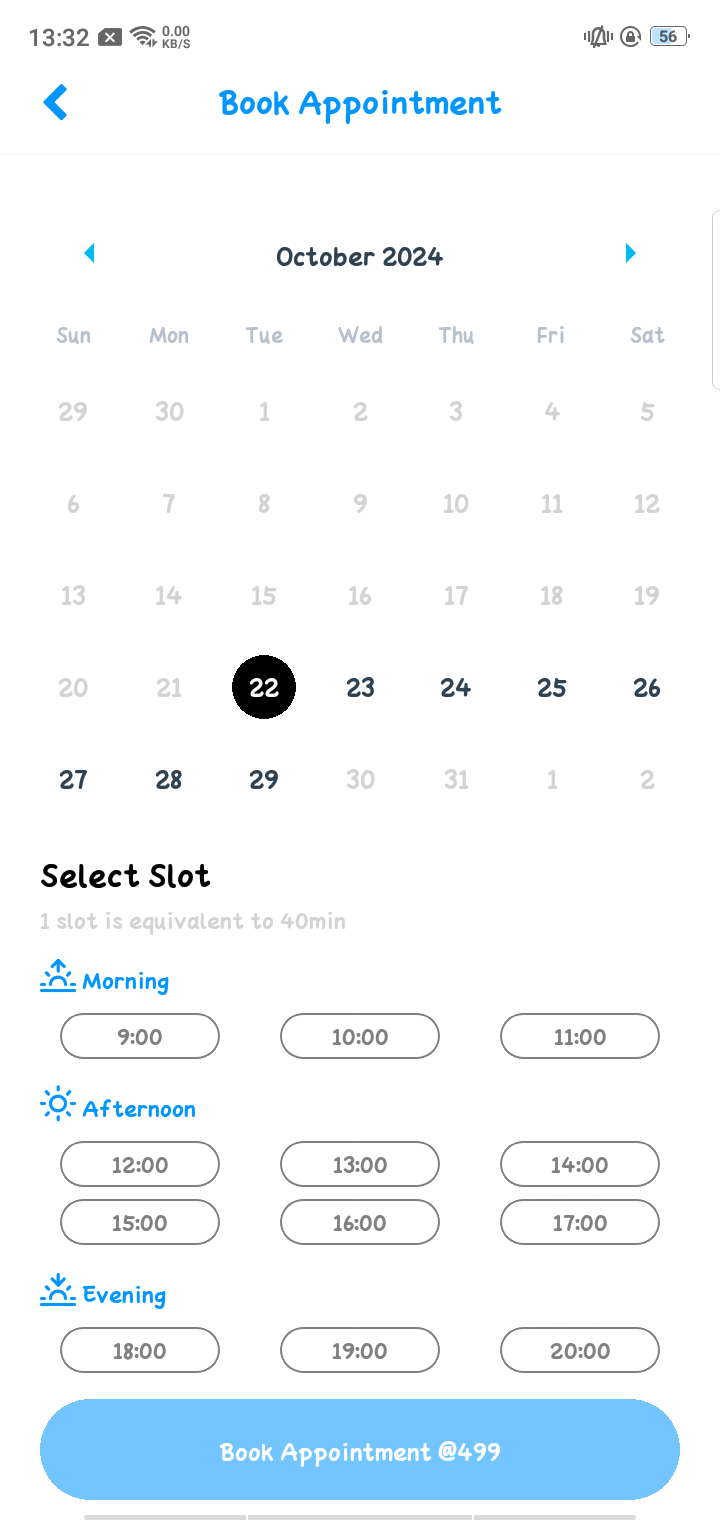 13:32 0.00 KB/S 56
Book Appointment
October 2024
Sun Mon Tue Wed Thu Fri Sat
29 30 1 2 3 4 5
6 7 8 9 10 11 12
13 14 15 16 17 18 19
20 21 22 23 24 25 26
27 28 29 30 31 1 2
Select Slot
1 slot is equivalent to 40min
Morning
9:00 10:00 11:00
Afternoon
12:00 13:00 14:00
15:00 16:00 17:00
Evening
18:00 19:00 20:00
Book Appointment @499